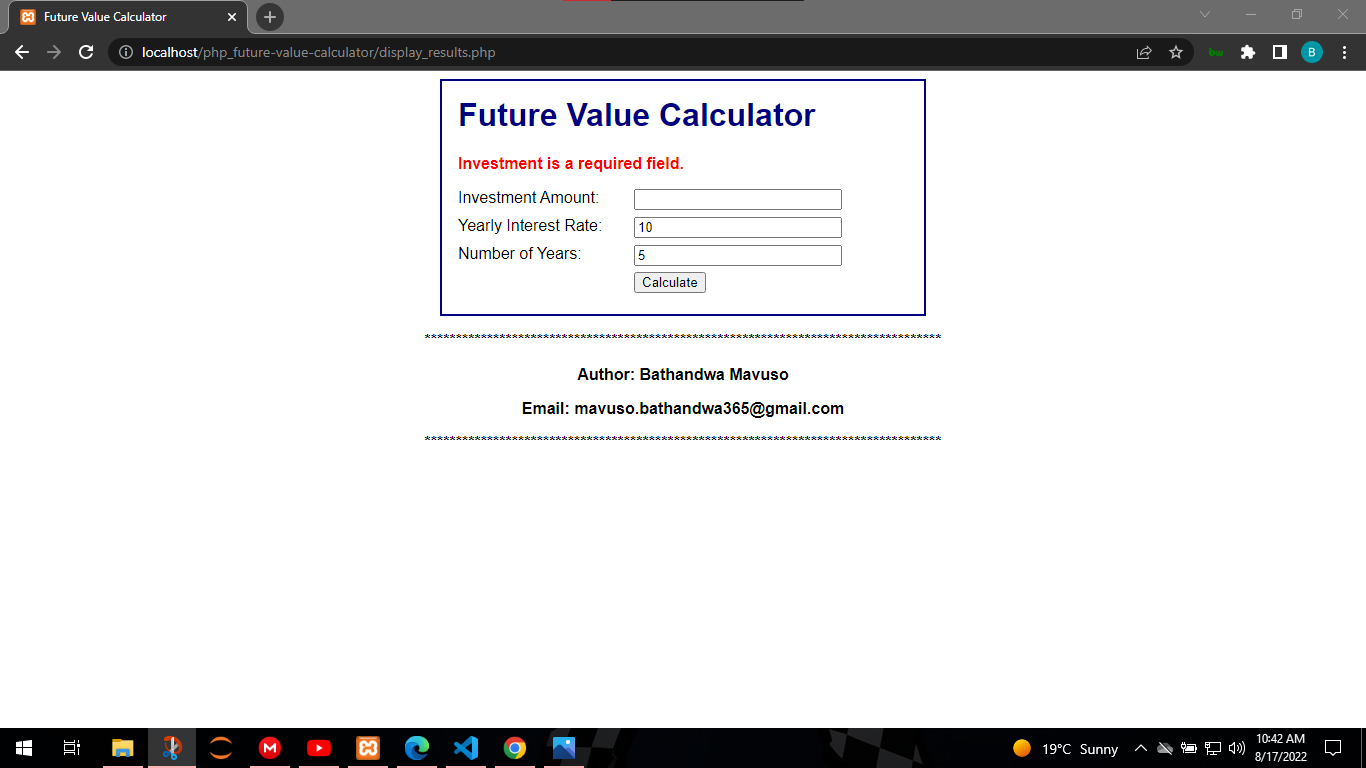 Future Value Calculator
localhost/php_future-value-calculator/display_results.php
bw
B
Future Value Calculator
Investment is a required field.
Investment Amount:
Yearly Interest Rate: 10
Number of Years: 5
Calculate
***********************************************************************************
Author: Bathandwa Mavuso
Email: mavuso.bathandwa365@gmail.com
***********************************************************************************
19°C Sunny
10:42 AM
8/17/2022